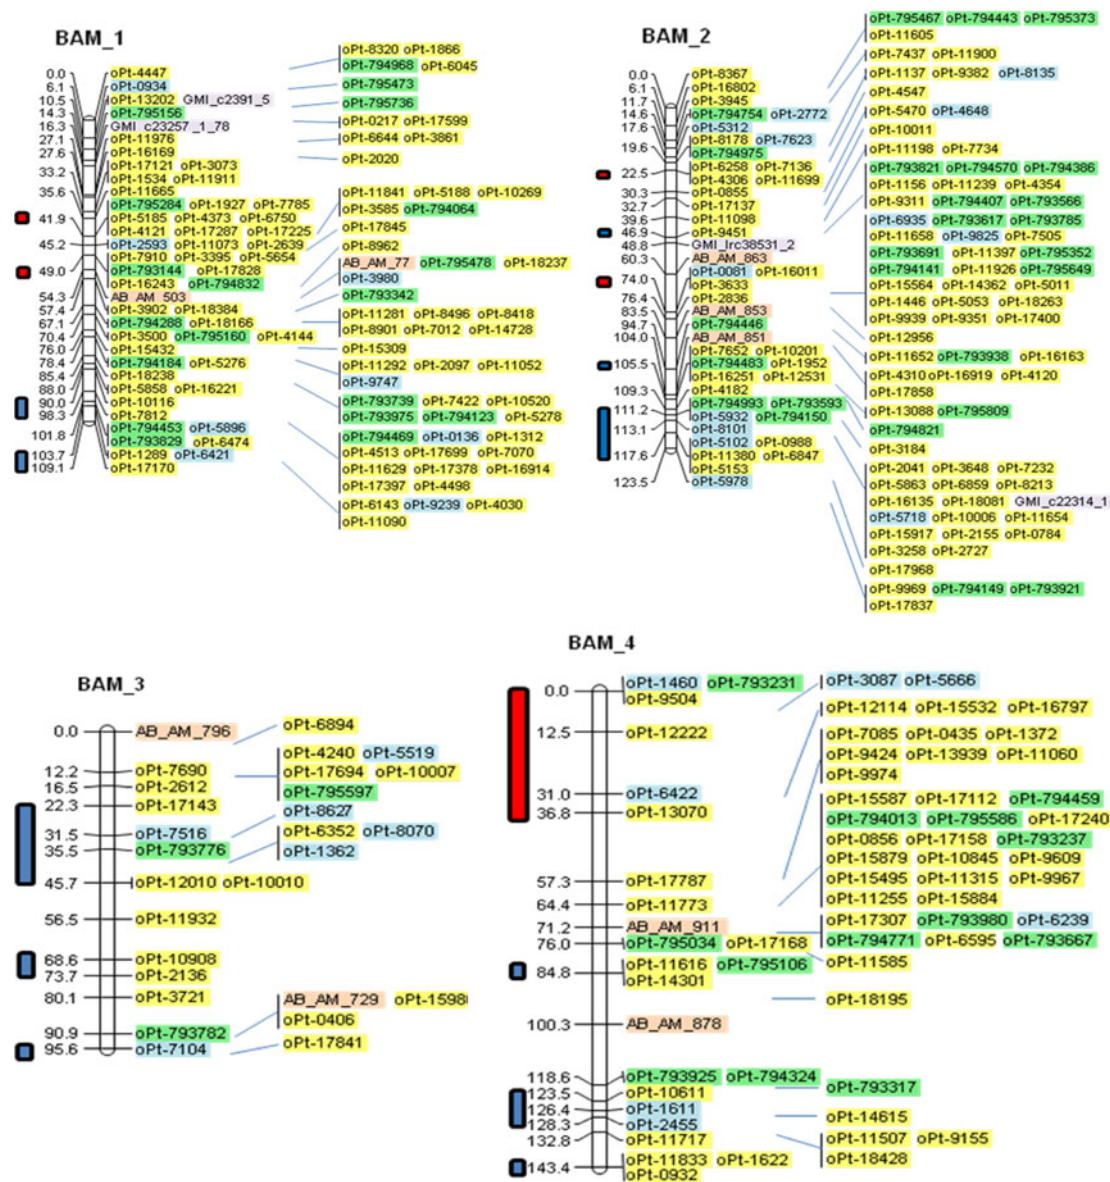 BAM_1
0.0
6.1
10.5
14.3
16.3
27.1
27.6
33.2
35.6
41.9
45.2
49.0
54.3
57.4
67.1
70.4
76.0
78.4
85.4
88.0
90.0
98.3
101.8
103.7
109.1
oPt-4447
oPt-0934
oPt-13202 GMI_c2391_5
oPt-795156
GMI_c23257_1_78
oPt-11976
oPt-16169
oPt-17121 oPt-3073
oPt-1534 oPt-11911
oPt-11665
oPt-795284 oPt-1927 oPt-7785
oPt-5185 oPt-4373 oPt-6750
oPt-4121 oPt-17287 oPt-17225
oPt-2593 oPt-11073 oPt-2639
oPt-7910 oPt-3395 oPt-5654
oPt-793144 oPt-17828
oPt-16243 oPt-794832
AB_AM_503
oPt-3902 oPt-18384
oPt-794288 oPt-18166
oPt-3500 oPt-795160 oPt-4144
oPt-15432
oPt-794184 oPt-5276
oPt-18238
oPt-5858 oPt-16221
oPt-10116
oPt-7812
oPt-794453 oPt-5896
oPt-793829 oPt-6474
oPt-1289 oPt-6421
oPt-17170
oPt-8320 oPt-1866
oPt-794968 oPt-6045
oPt-795473
oPt-795736
oPt-0217 oPt-17599
oPt-6644 oPt-3861
oPt-2020
oPt-11841 oPt-5188 oPt-10269
oPt-3585 oPt-794064
oPt-17845
oPt-8962
AB_AM_77 oPt-795478 oPt-18237
oPt-3980
oPt-793342
oPt-11281 oPt-8496 oPt-8418
oPt-8901 oPt-7012 oPt-14728
oPt-15309
oPt-11292 oPt-2097 oPt-11052
oPt-9747
oPt-793739 oPt-7422 oPt-10520
oPt-793975 oPt-794123 oPt-5278
oPt-794469 oPt-0136 oPt-1312
oPt-4513 oPt-17699 oPt-7070
oPt-11629 oPt-17378 oPt-16914
oPt-17397 oPt-4498
oPt-6143 oPt-9239 oPt-4030
oPt-11090
BAM_2
0.0
6.1
11.7
14.6
17.6
19.6
22.5
30.3
32.7
39.6
46.9
48.8
60.3
74.0
76.4
83.5
94.7
104.0
105.5
109.3
111.2
113.1
117.6
123.5
oPt-8367
oPt-16802
oPt-3945
oPt-794754 oPt-2772
oPt-5312
oPt-8178 oPt-7623
oPt-794975
oPt-6258 oPt-7136
oPt-4306 oPt-11699
oPt-0855
oPt-17137
oPt-11098
oPt-9451
GMI_lrc38531_2
AB_AM_863
oPt-0081 oPt-16011
oPt-3633
oPt-2836
AB_AM_853
oPt-794446
AB_AM_851
oPt-7652 oPt-10201
oPt-794483 oPt-1952
oPt-16251 oPt-12531
oPt-4182
oPt-794993 oPt-793593
oPt-5932 oPt-794150
oPt-8101
oPt-5102 oPt-0988
oPt-11380 oPt-6847
oPt-5153
oPt-5978
oPt-795467 oPt-794443 oPt-795373
oPt-11605
oPt-7437 oPt-11900
oPt-1137 oPt-9382 oPt-8135
oPt-4547
oPt-5470 oPt-4648
oPt-10011
oPt-11198 oPt-7734
oPt-793821 oPt-794570 oPt-794386
oPt-1156 oPt-11239 oPt-4354
oPt-9311 oPt-794407 oPt-793566
oPt-6935 oPt-793617 oPt-793785
oPt-11658 oPt-9825 oPt-7505
oPt-793691 oPt-11397 oPt-795352
oPt-794141 oPt-11926 oPt-795649
oPt-15564 oPt-14362 oPt-5011
oPt-1446 oPt-5053 oPt-18263
oPt-9939 oPt-9351 oPt-17400
oPt-12956
oPt-11652 oPt-793938 oPt-16163
oPt-4310 oPt-16919 oPt-4120
oPt-17858
oPt-13088 oPt-795809
oPt-794821
oPt-3184
oPt-2041 oPt-3648 oPt-7232
oPt-5863 oPt-6859 oPt-8213
oPt-16135 oPt-18081 GMI_c22314_1
oPt-5718 oPt-10006 oPt-11654
oPt-15917 oPt-2155 oPt-0784
oPt-3258 oPt-2727
oPt-17968
oPt-9969 oPt-794149 oPt-793921
oPt-17837
BAM_3
0.0
12.2
16.5
22.3
31.5
35.5
45.7
56.5
68.6
73.7
80.1
90.9
95.6
AB_AM_796
oPt-7690
oPt-2612
oPt-17143
oPt-7516
oPt-793776
oPt-12010 oPt-10010
oPt-11932
oPt-10908
oPt-2136
oPt-3721
oPt-793782
oPt-7104
oPt-6894
oPt-4240 oPt-5519
oPt-17694 oPt-10007
oPt-795597
oPt-8627
oPt-6352 oPt-8070
oPt-1362
AB_AM_729 oPt-1598
oPt-0406
oPt-17841
BAM_4
0.0
12.5
31.0
36.8
57.3
64.4
71.2
76.0
84.8
100.3
118.6
123.5
126.4
128.3
132.8
143.4
oPt-1460 oPt-793231
oPt-9504
oPt-12222
oPt-6422
oPt-13070
oPt-17787
oPt-11773
AB_AM_911
oPt-795034 oPt-17168
oPt-11616 oPt-795106
oPt-14301
AB_AM_878
oPt-793925 oPt-794324
oPt-10611
oPt-1611
oPt-2455
oPt-11717
oPt-11833 oPt-1622
oPt-0932
oPt-3087 oPt-5666
oPt-12114 oPt-15532 oPt-16797
oPt-7085 oPt-0435 oPt-1372
oPt-9424 oPt-13939 oPt-11060
oPt-9974
oPt-15587 oPt-17112 oPt-794459
oPt-794013 oPt-795586 oPt-17240
oPt-0856 oPt-17158 oPt-793237
oPt-15879 oPt-10845 oPt-9609
oPt-15495 oPt-11315 oPt-9967
oPt-11255 oPt-15884
oPt-17307 oPt-793980 oPt-6239
oPt-794771 oPt-6595 oPt-793667
oPt-11585
oPt-18195
oPt-793317
oPt-14615
oPt-11507 oPt-9155
oPt-18428